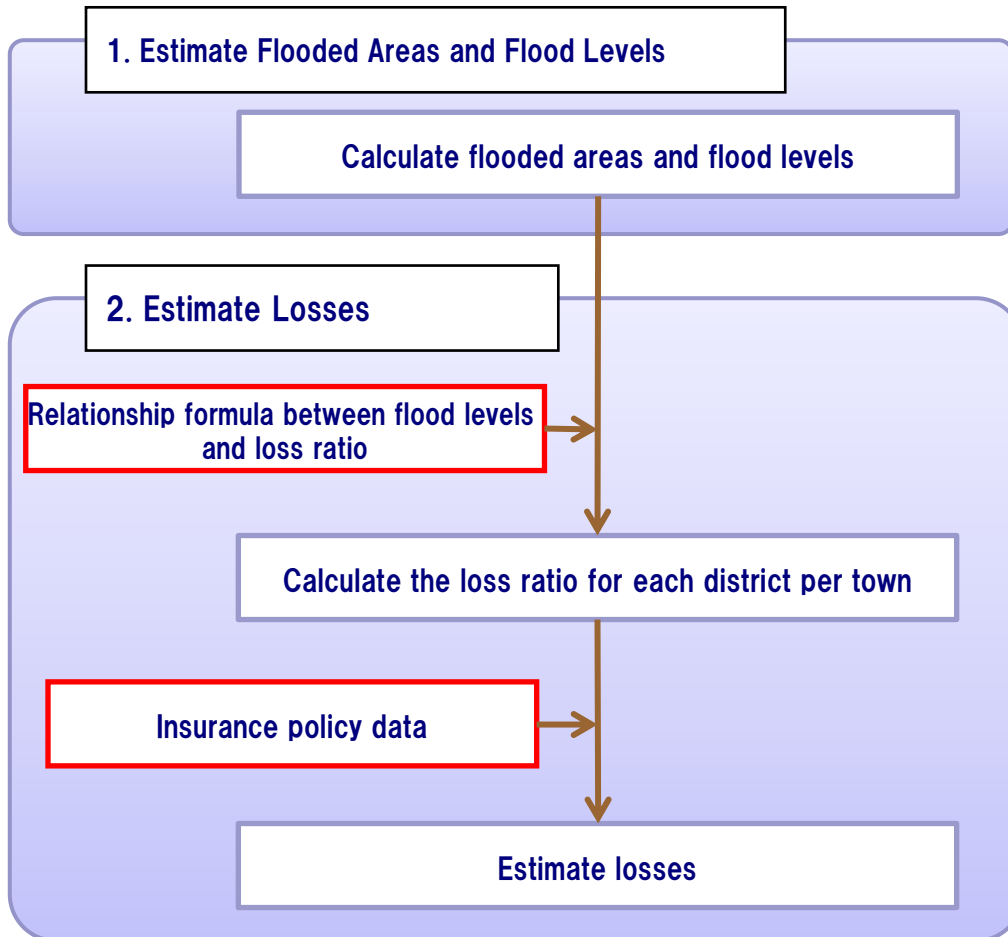 1. Estimate Flooded Areas and Flood Levels
Calculate flooded areas and flood levels
2. Estimate Losses
Relationship formula between flood levels
and loss ratio
Calculate the loss ratio for each district per town
Insurance policy data
Estimate losses